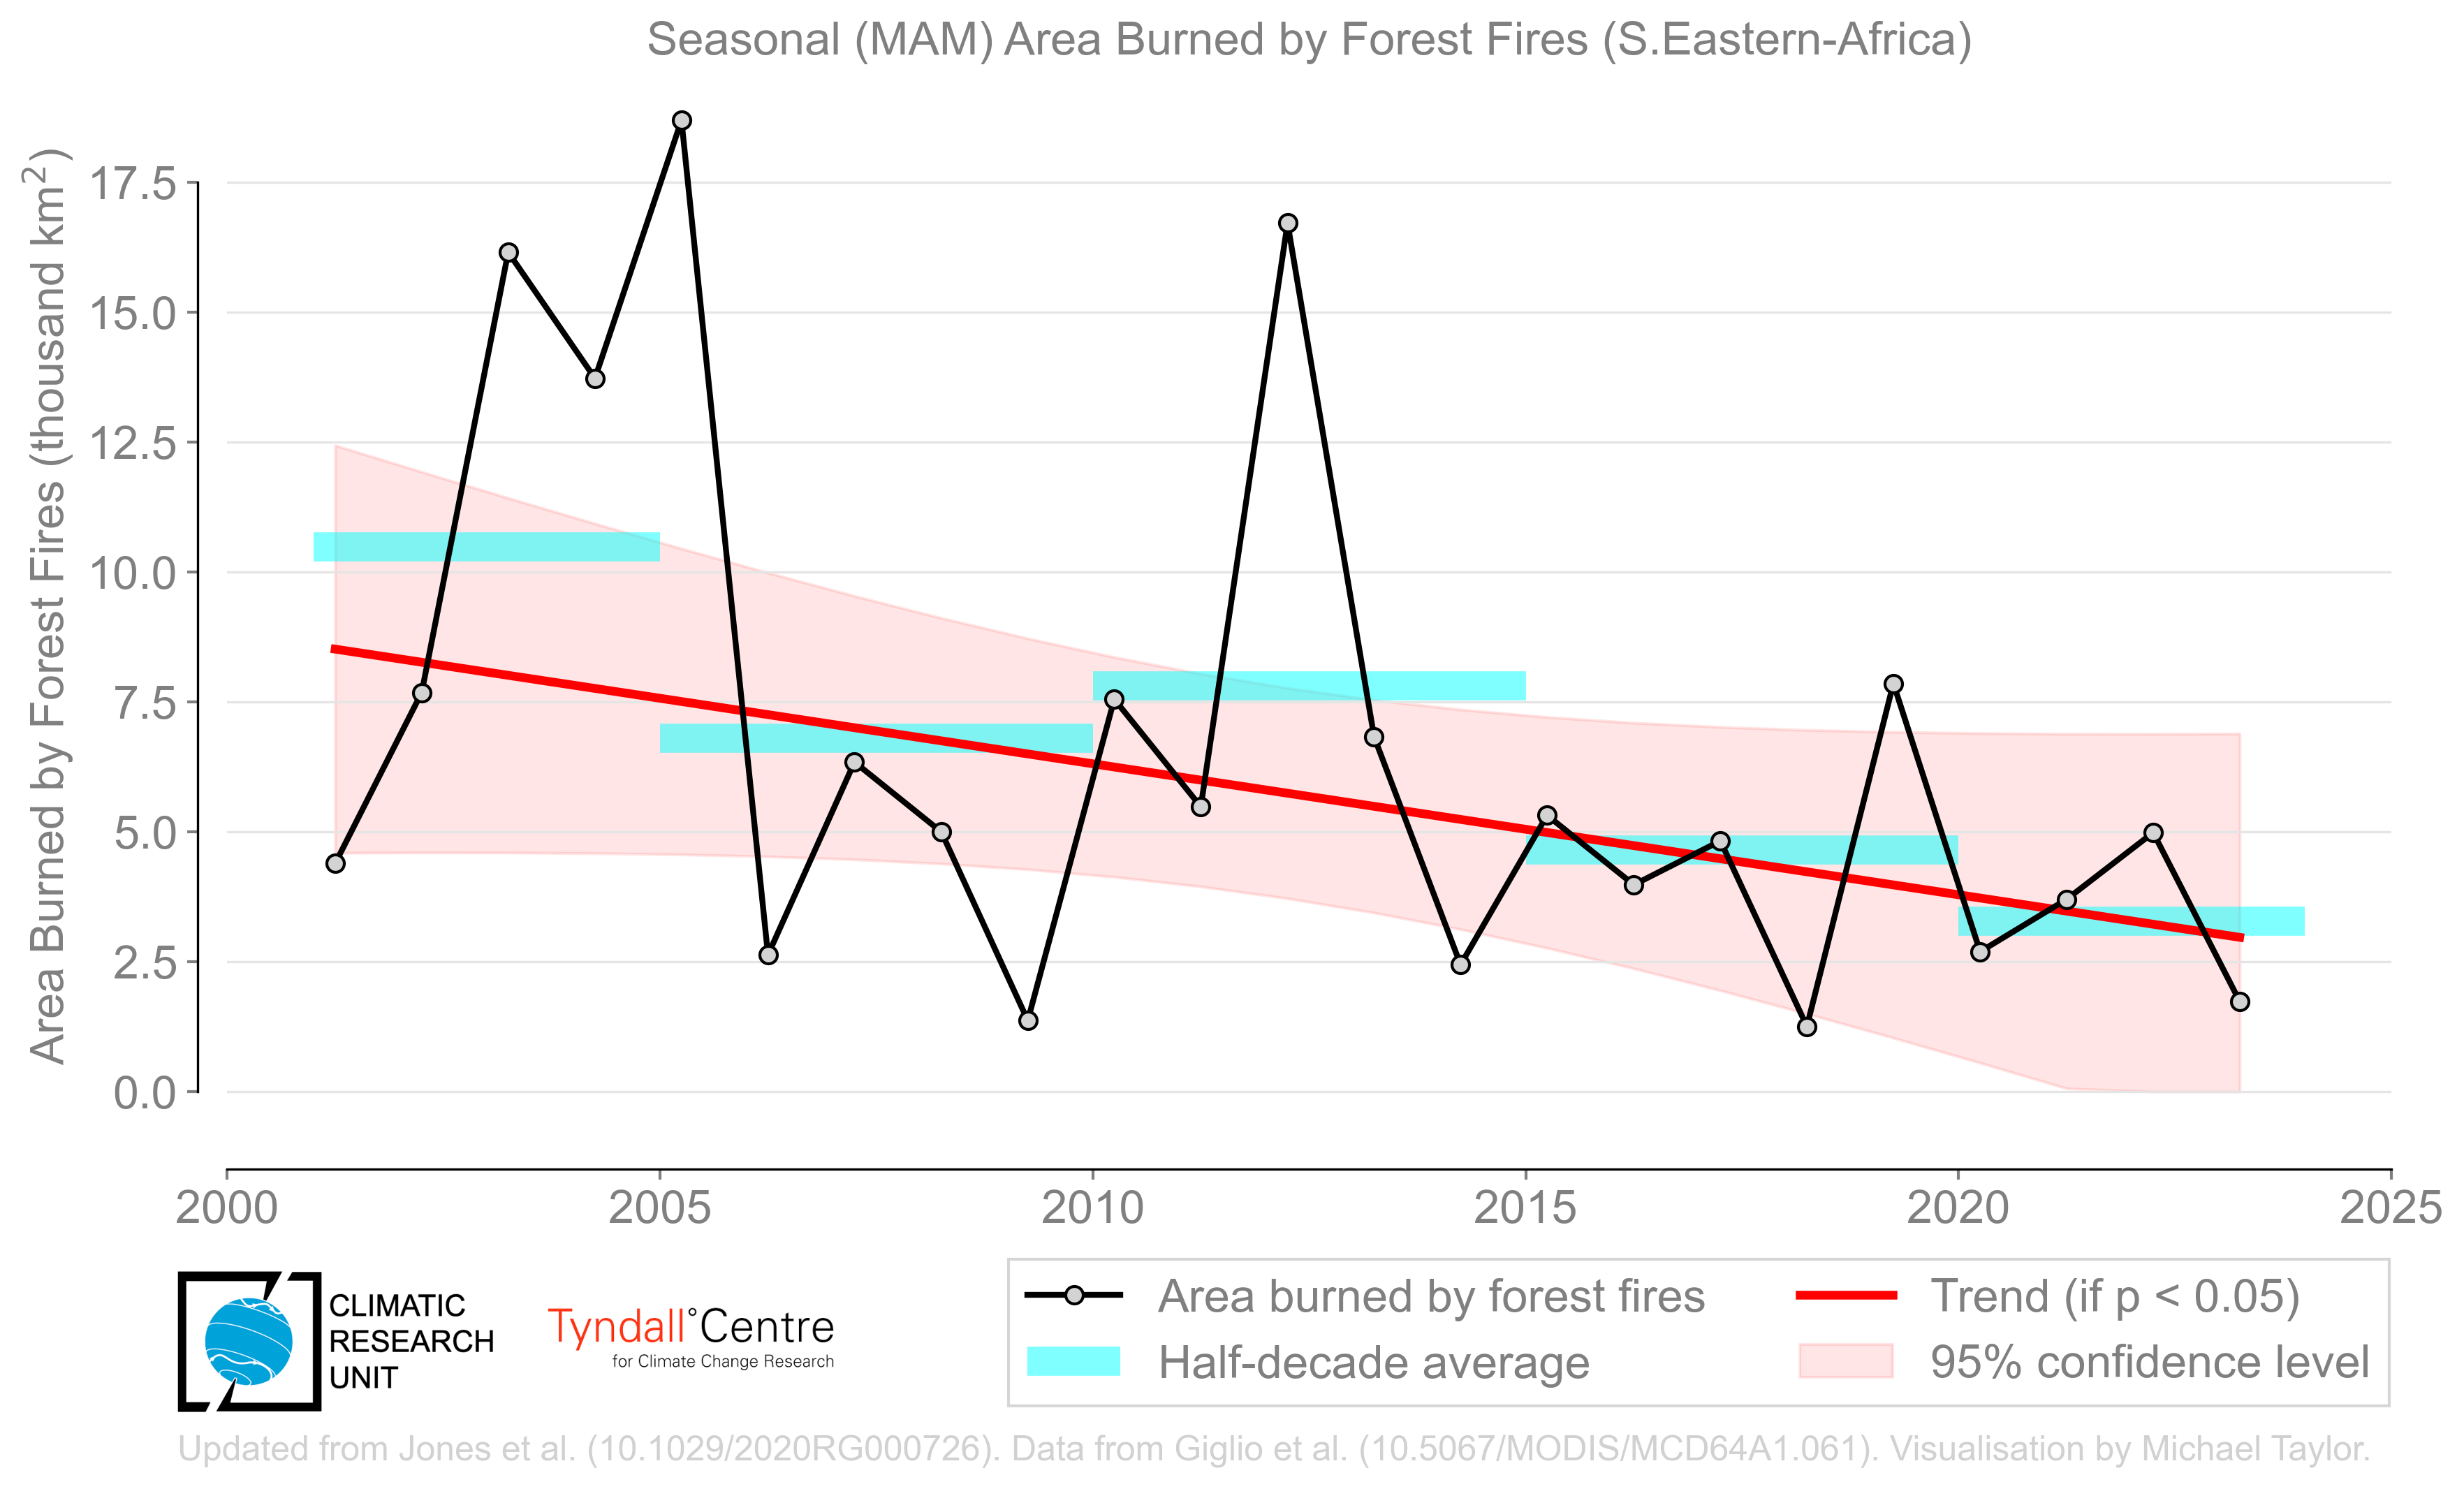 Seasonal (MAM) Area Burned by Forest Fires (S.Eastern-Africa)
Area Burned by Forest Fires (thousand km²)
17.5
15.0
12.5
10.0
7.5
5.0
2.5
0.0
2000 2005 2010 2015 2020 2025
CLIMATIC
RESEARCH
UNIT
Tyndall°Centre
for Climate Change Research
Area burned by forest fires
Half-decade average
Trend (if p < 0.05)
95% confidence level
Updated from Jones et al. (10.1029/2020RG000726). Data from Giglio et al. (10.5067/MODIS/MCD64A1.061). Visualisation by Michael Taylor.